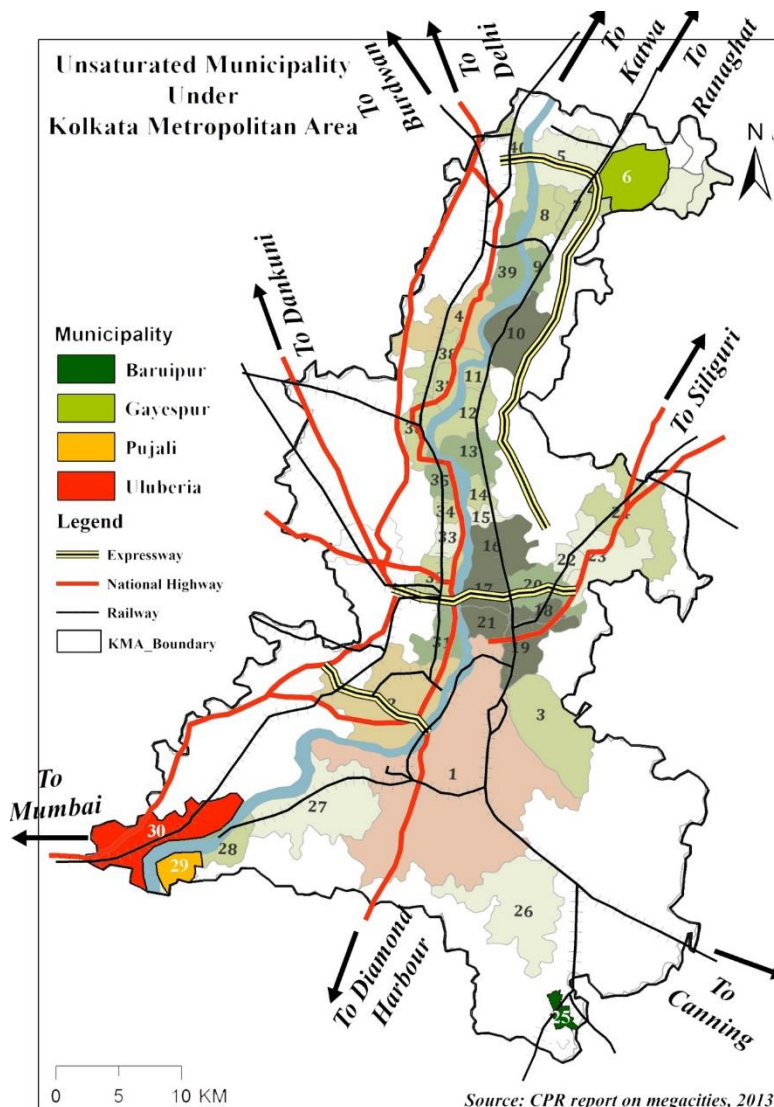 Unsaturated Municipality
Under
Kolkata Metropolitan Area
To
Burdwan
To
Delhi
To
Katwa
To
Ranaghat
N
To Dankuni
To Siliguri
Municipality
Baruipur
Gayespur
Pujali
Uluberia
Legend
Expressway
National Highway
Railway
KMA_Boundary
40
5
6
7
8
9
39
4
10
38
37
11
12
36
13
35
14
34
15
33
16
24
22
23
32
17
20
18
21
31
19
2
3
1
To
Mumbai
30
27
28
29
26
25
To Diamond
Harbour
To
Canning
0 5 10 KM
Source: CPR report on megacities, 2013